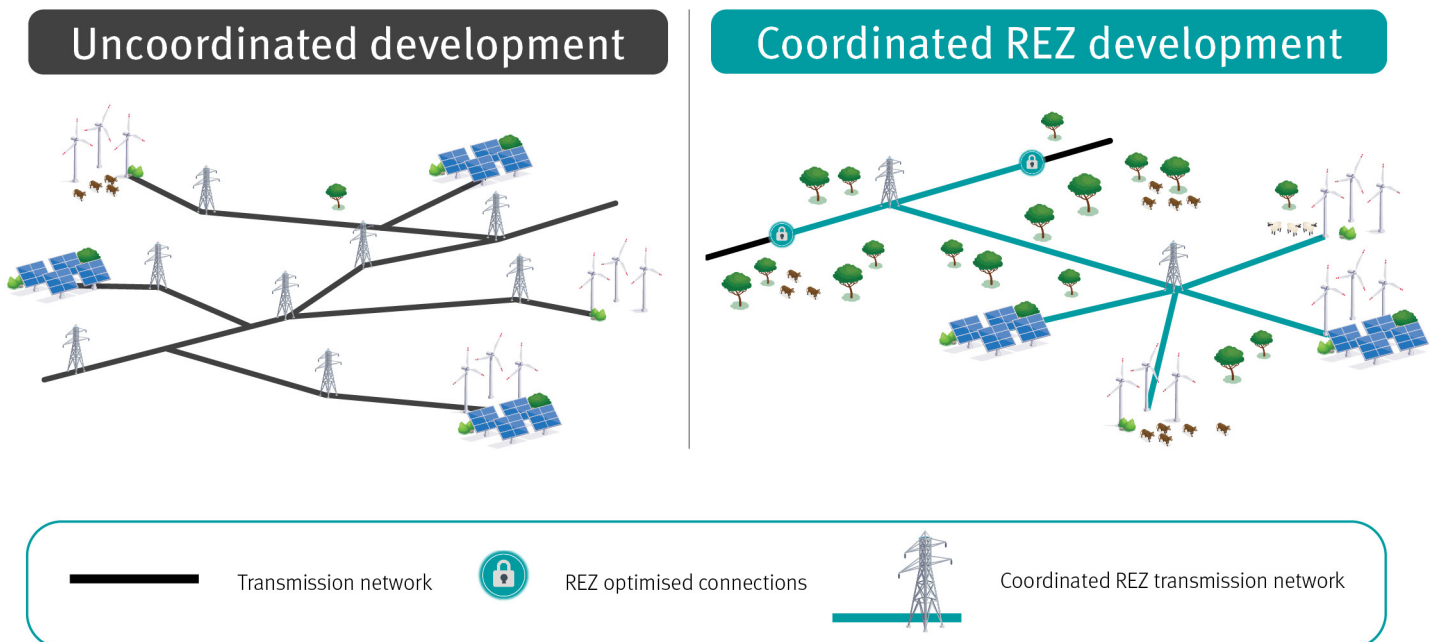 Uncoordinated development
Coordinated REZ development
Transmission network
REZ optimised connections
Coordinated REZ transmission network